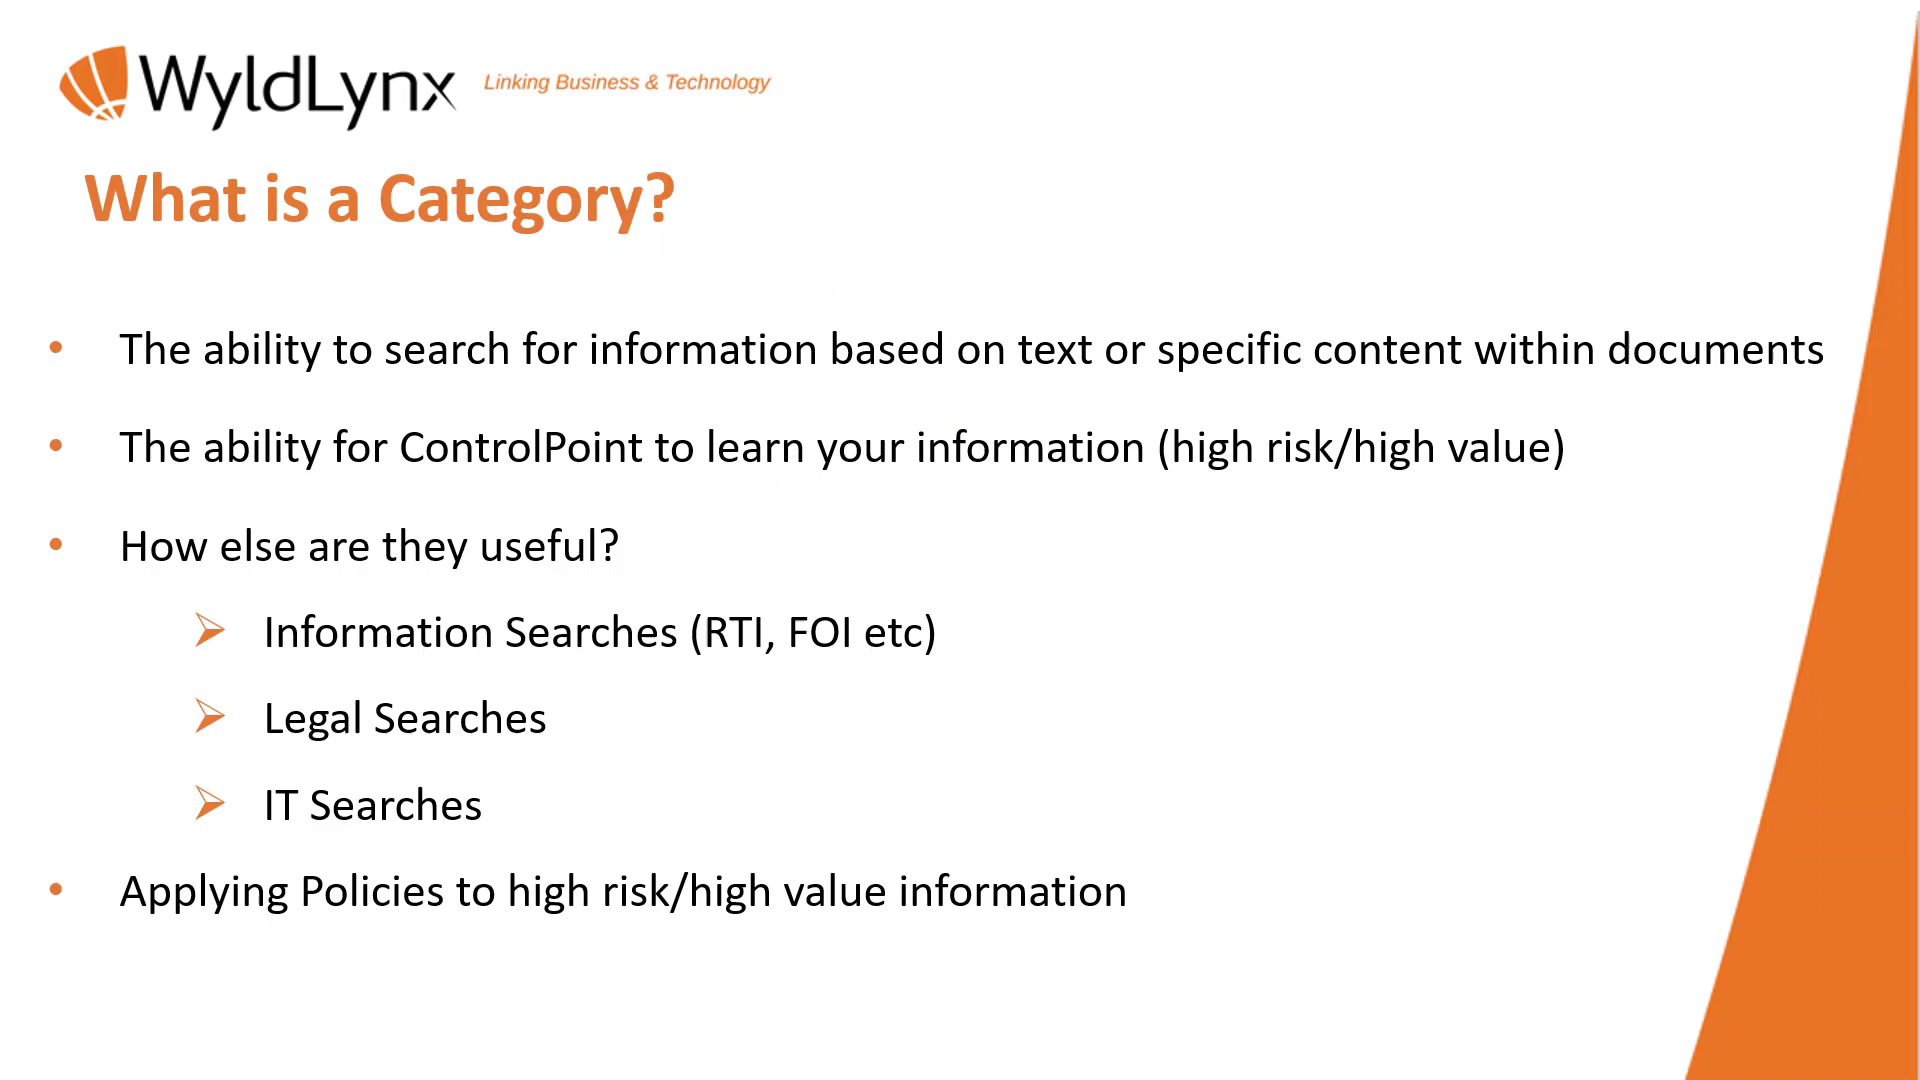 WyldLynx Linking Business & Technology
What is a Category?
• The ability to search for information based on text or specific content within documents
• The ability for ControlPoint to learn your information (high risk/high value)
• How else are they useful?
➢ Information Searches (RTI, FOI etc)
➢ Legal Searches
➢ IT Searches
• Applying Policies to high risk/high value information